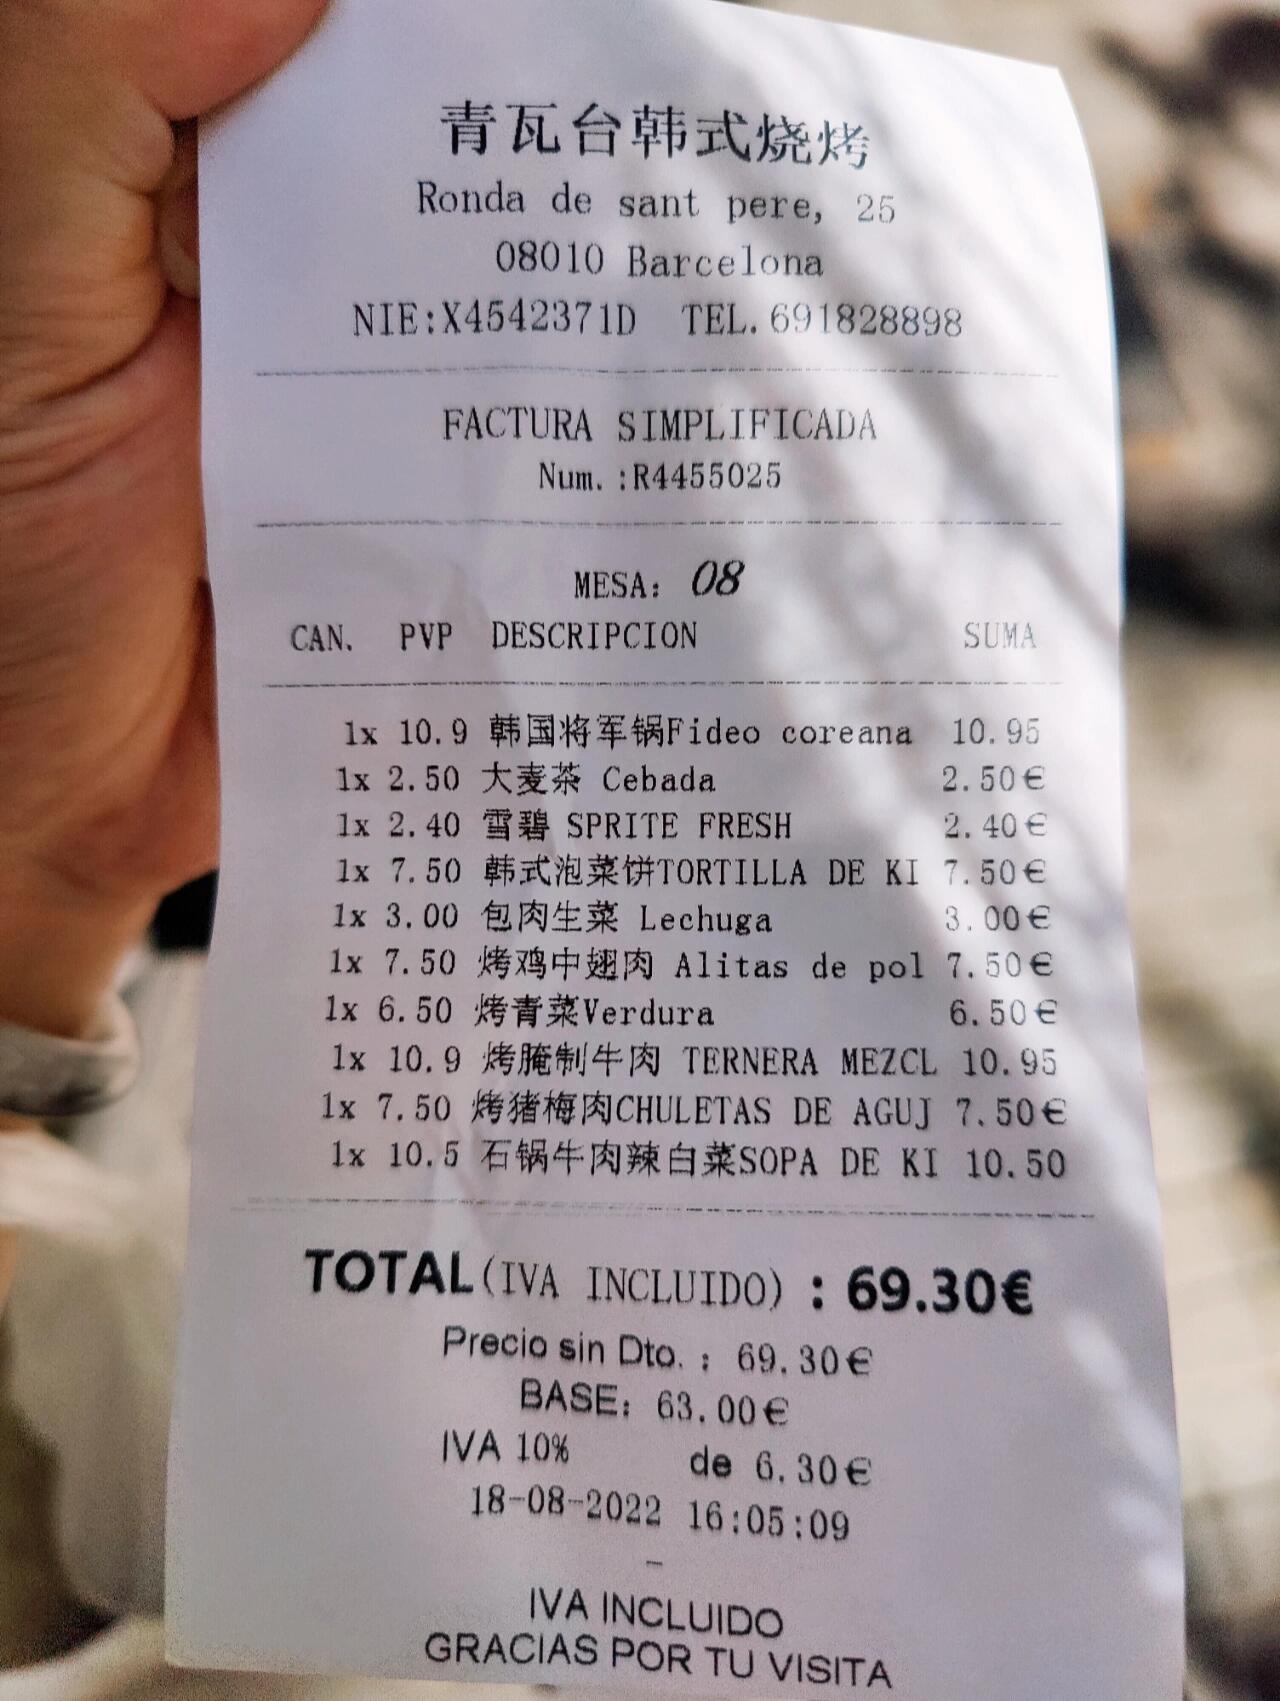 青瓦台韩式烧烤
Ronda de sant pere, 25
08010 Barcelona
NIE:X4542371D TEL.691828898
FACTURA SIMPLIFICADA
Num.:R4455025
MESA: 08
CAN. PVP DESCRIPCION SUMA
1x 10.9 韩国将军锅Fideo coreana 10.95
1x 2.50 大麦茶 Cebada 2.50€
1x 2.40 雪碧 SPRITE FRESH 2.40€
1x 7.50 韩式泡菜饼TORTILLA DE KI 7.50€
1x 3.00 包肉生菜 Lechuga 3.00€
1x 7.50 烤鸡中翅肉 Alitas de pol 7.50€
1x 6.50 烤青菜Verdura 6.50€
1x 10.9 烤腌制牛肉 TERNERA MEZCL 10.95
1x 7.50 烤猪梅肉CHULETAS DE AGUJ 7.50€
1x 10.5 石锅牛肉辣白菜SOPA DE KI 10.50
TOTAL(IVA INCLUIDO) : 69.30€
Precio sin Dto. : 69.30€
BASE: 63.00€
IVA 10% de 6.30€
18-08-2022 16:05:09
-
IVA INCLUIDO
GRACIAS POR TU VISITA